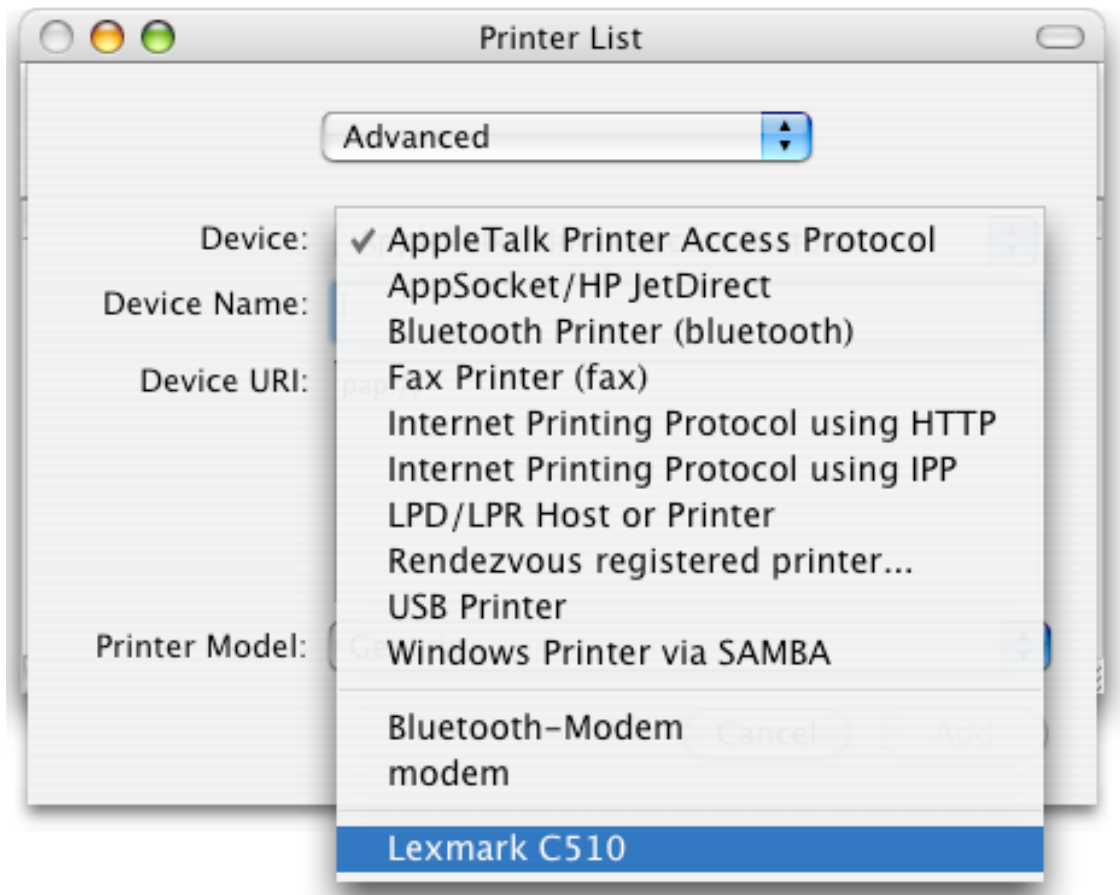 Printer List
Advanced
Device:
AppleTalk Printer Access Protocol
AppSocket/HP JetDirect
Device Name:
Bluetooth Printer (bluetooth)
Device URI:
Fax Printer (fax)
Internet Printing Protocol using HTTP
Internet Printing Protocol using IPP
LPD/LPR Host or Printer
Rendezvous registered printer...
USB Printer
Printer Model:
Windows Printer via SAMBA
Bluetooth-Modem
Cancel
Add
modem
Lexmark C510